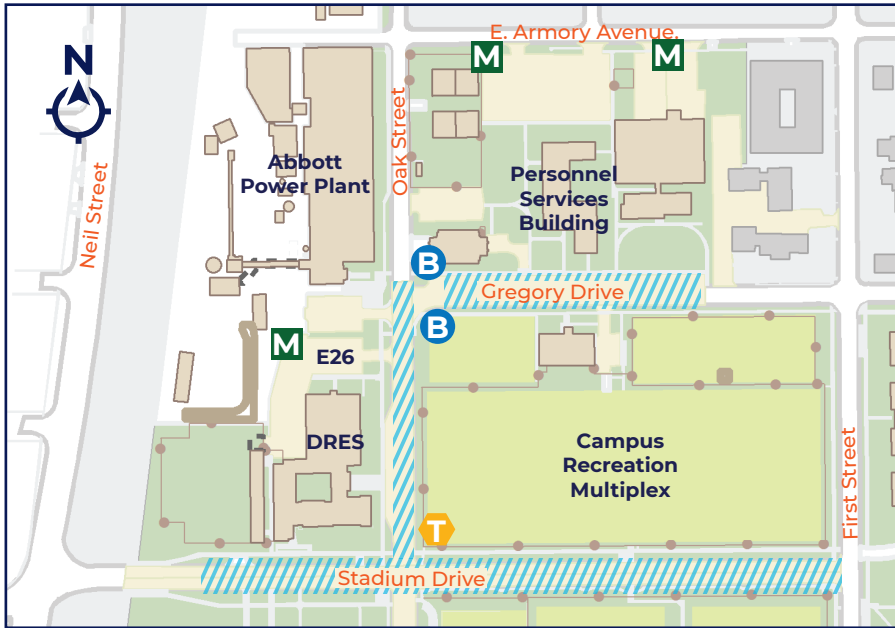 E. Armory Avenue.
N
M
M
Oak Street
Abbott
Power Plant
Personnel
Services
Building
Neil Street
B
Gregory Drive
B
M
E26
DRES
Campus
Recreation
Multiplex
First Street
T
Stadium Drive